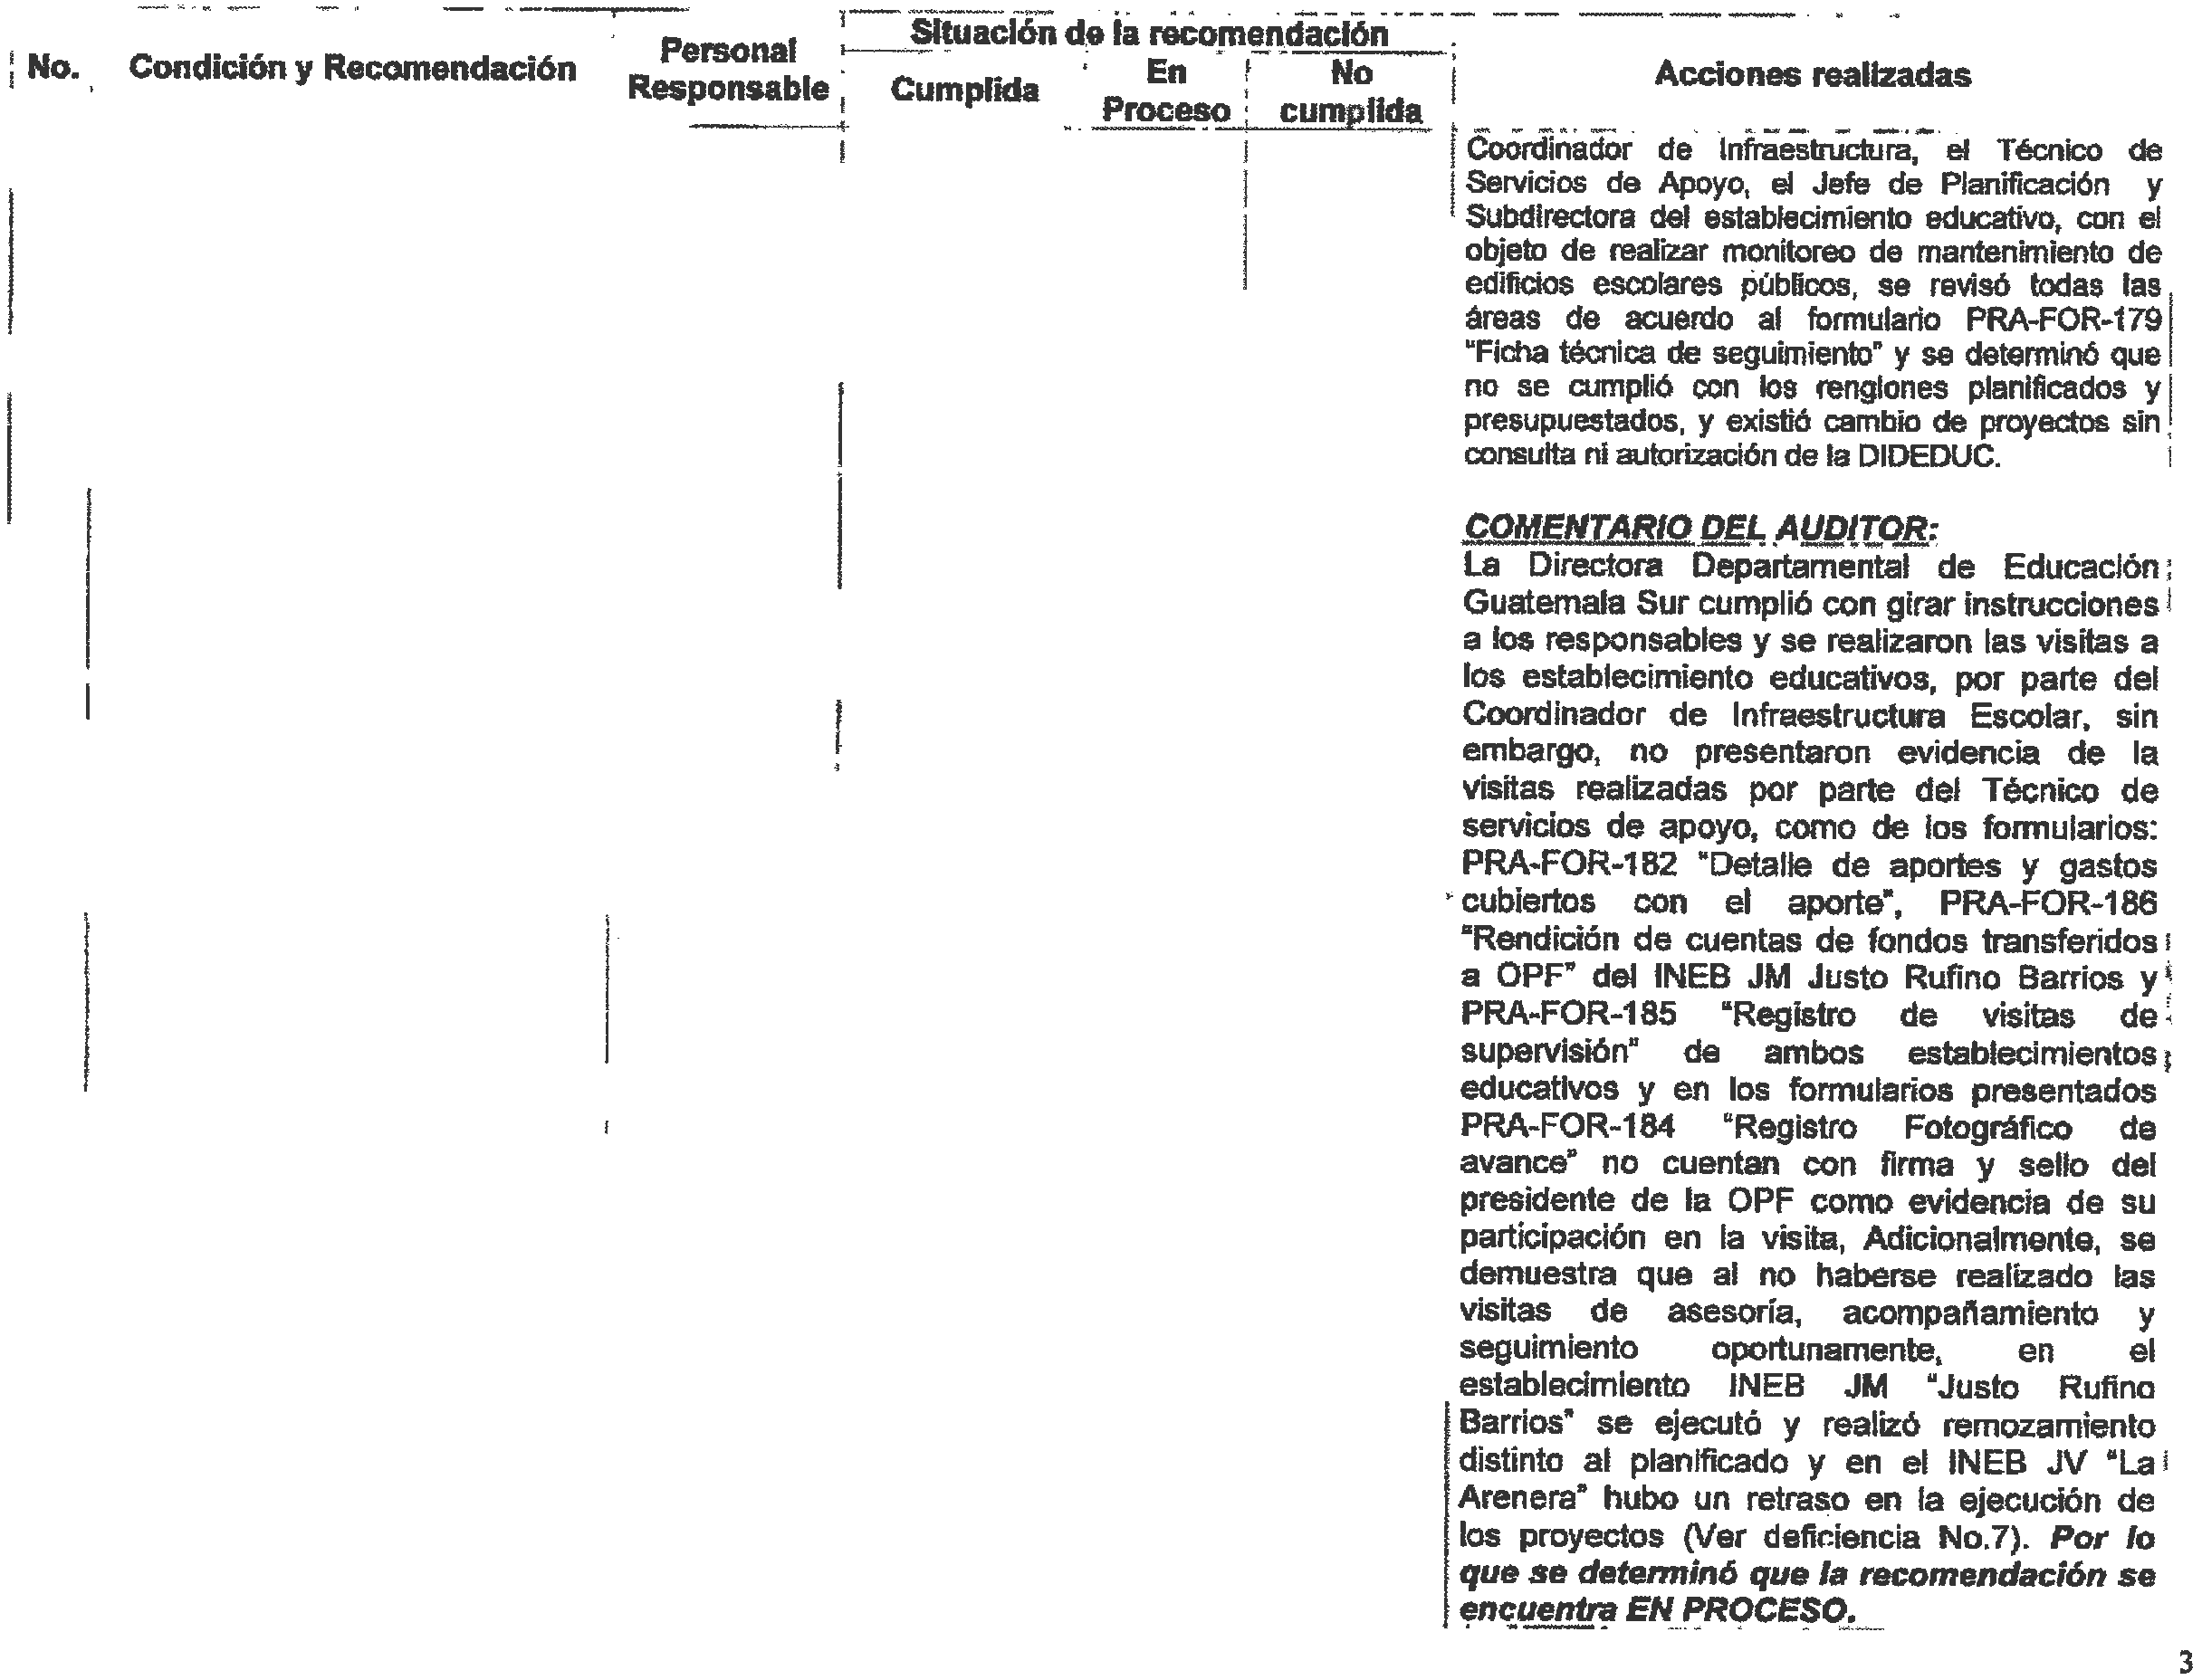 Situación de la recomendación
No. Condición y Recomendación Personal Responsable Cumplida En Proceso No cumplida Acciones realizadas
Coordinador de Infraestructura, el Técnico de
Servicios de Apoyo, el Jefe de Planificación y
Subdirectora del establecimiento educativo, con el
objeto de realizar monitoreo de mantenimiento de
edificios escolares públicos, se revisó todas las
áreas de acuerdo al formulario PRA-FOR-179
"Ficha técnica de seguimiento" y se determinó que
no se cumplió con los renglones planificados y
presupuestados, y existió cambio de proyectos sin
consulta ni autorización de la DIDEDUC.
COMENTARIO DEL AUDITOR:
La Directora Departamental de Educación
Guatemala Sur cumplió con girar instrucciones
a los responsables y se realizaron las visitas a
los establecimiento educativos, por parte del
Coordinador de Infraestructura Escolar, sin
embargo, no presentaron evidencia de la
visitas realizadas por parte del Técnico de
servicios de apoyo, como de los formularios:
PRA-FOR-182 "Detalle de aportes y gastos
cubiertos con el aporte", PRA-FOR-186
"Rendición de cuentas de fondos transferidos
a OPF" del INEB JM Justo Rufino Barrios y
PRA-FOR-185 "Registro de visitas de
supervisión" de ambos establecimientos
educativos y en los formularios presentados
PRA-FOR-184 "Registro Fotográfico de
avance" no cuentan con firma y sello del
presidente de la OPF como evidencia de su
participación en la visita, Adicionalmente, se
demuestra que al no haberse realizado las
visitas de asesoría, acompañamiento y
seguimiento oportunamente, en el
establecimiento INEB JM "Justo Rufino
Barrios" se ejecutó y realizó remozamiento
distinto al planificado y en el INEB JV "La
Arenera" hubo un retraso en la ejecución de
los proyectos (Ver deficiencia No.7). Por lo
que se determinó que la recomendación se
encuentra EN PROCESO.
3